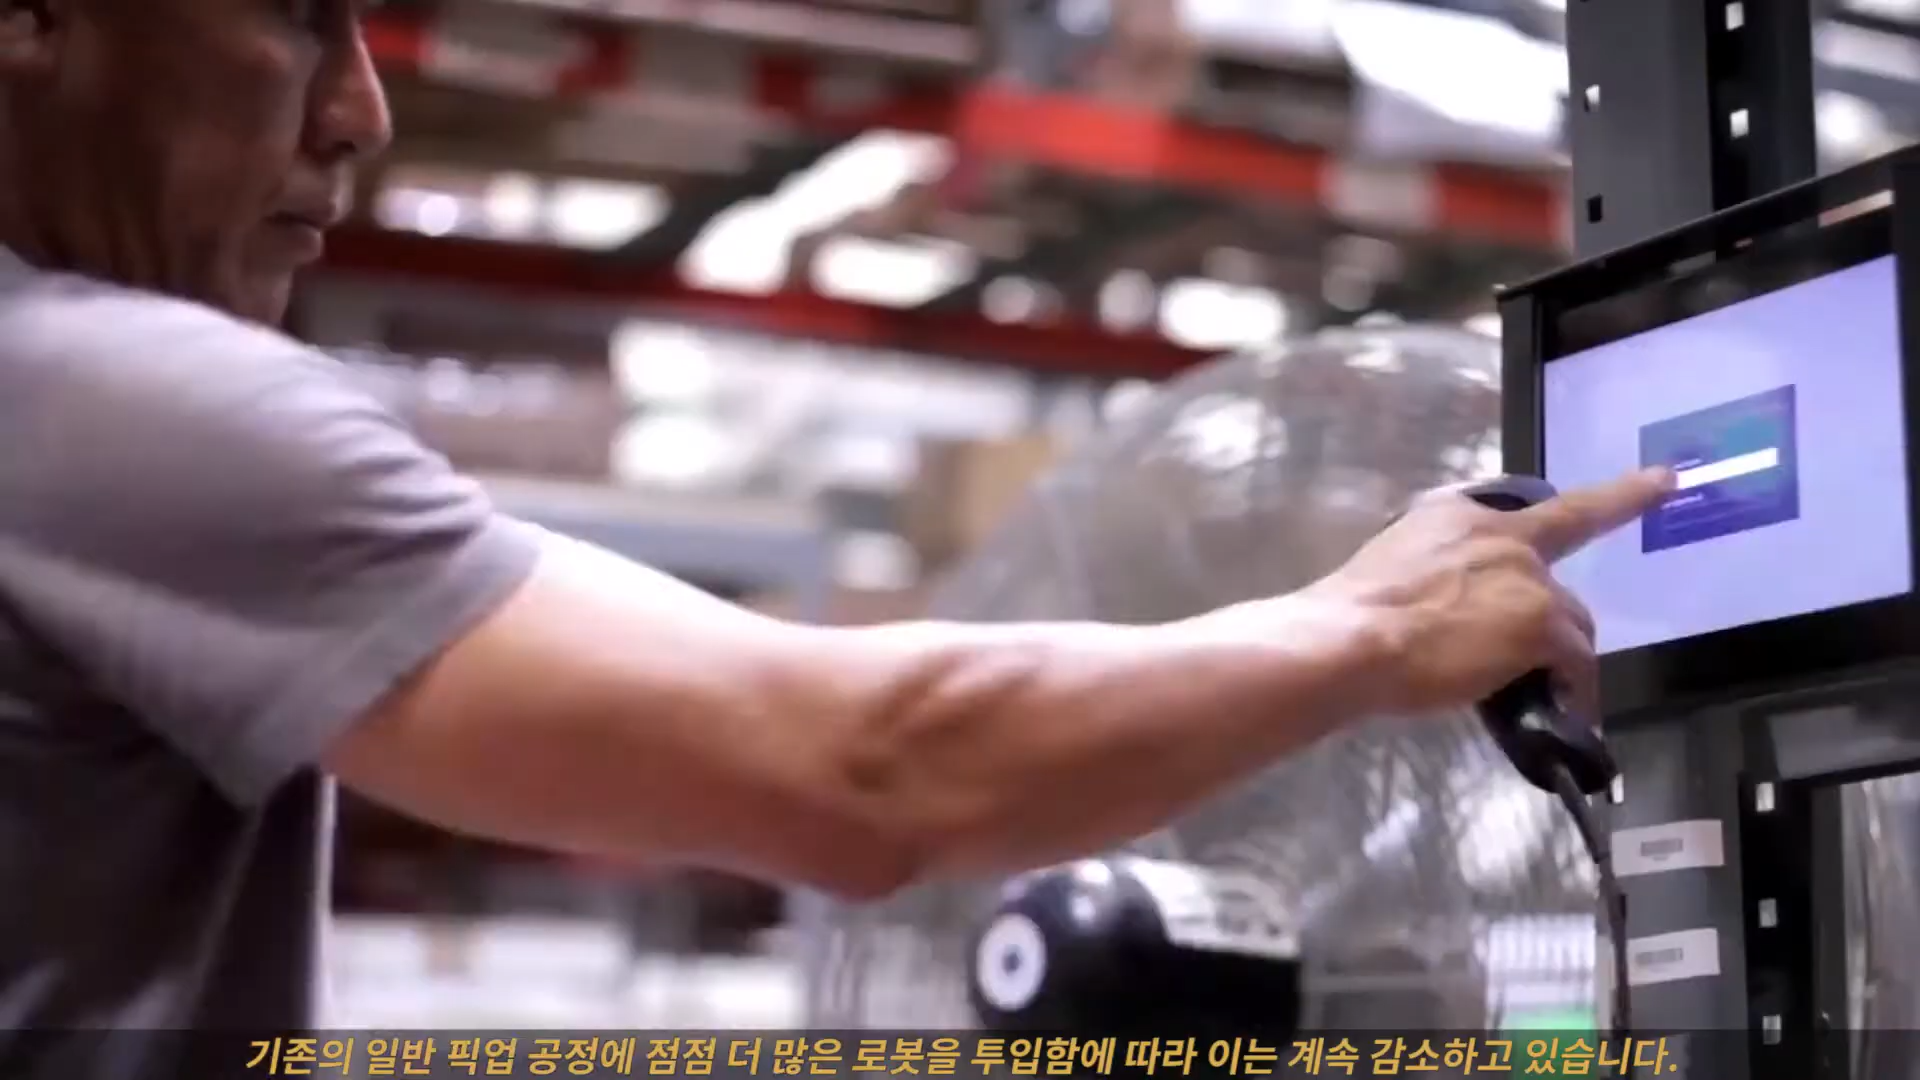 기존의 일반 픽업 공정에 점점 더 많은 로봇을 투입함에 따라 이는 계속 감소하고 있습니다.